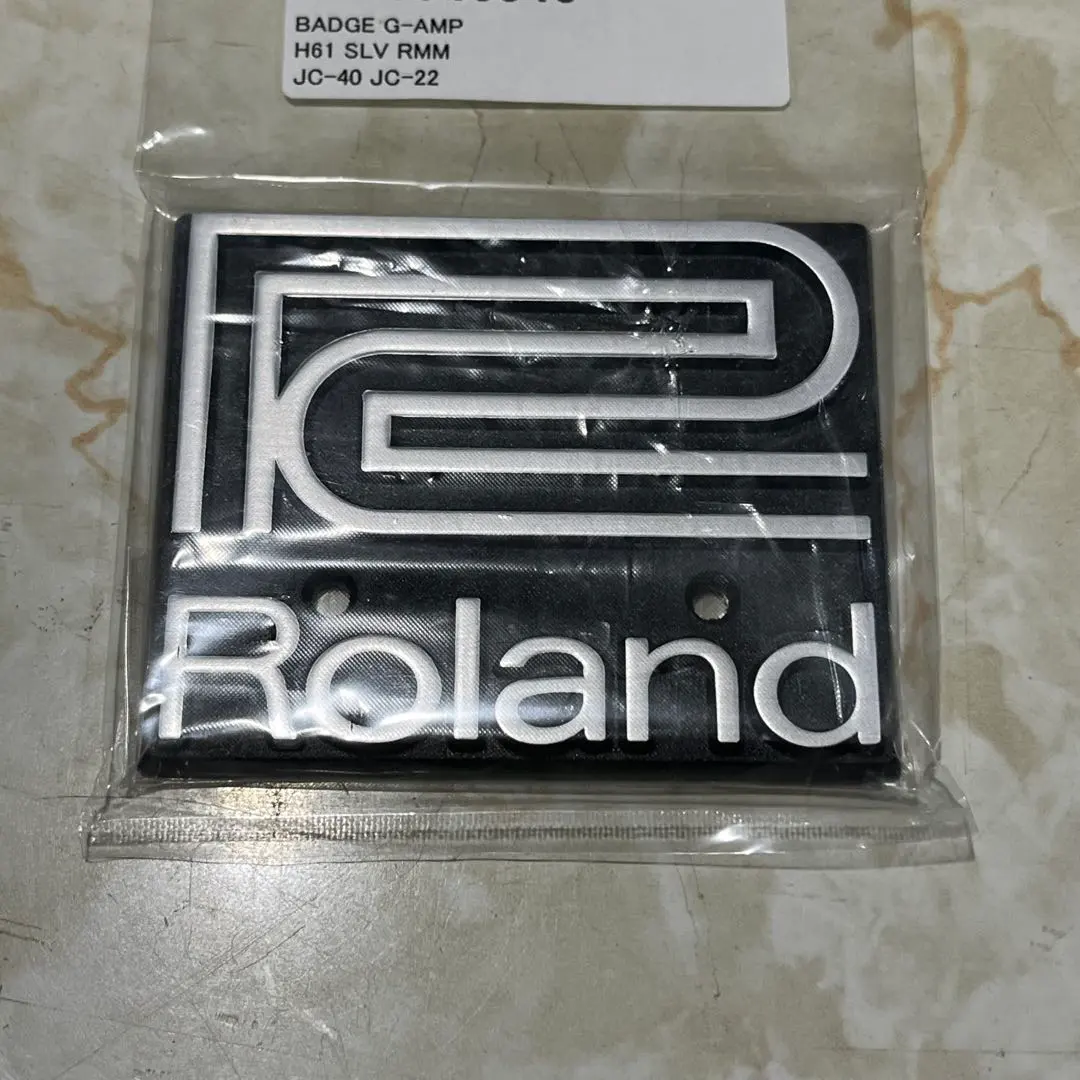 BADGE G-AMP
H61 SLV RMM
JC-40 JC-22
Roland